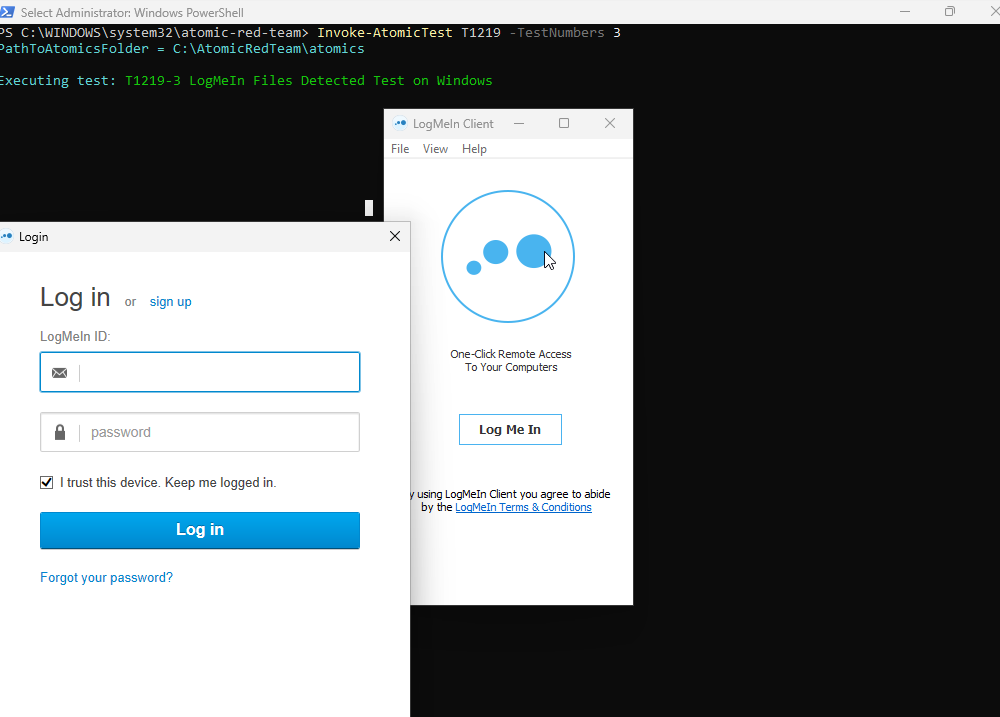 Select Administrator: Windows PowerShell
PS C:\WINDOWS\system32\atomic-red-team> Invoke-AtomicTest T1219 -TestNumbers 3
PathToAtomicsFolder = C:\AtomicRedTeam\atomics
Executing test: T1219-3 LogMeIn Files Detected Test on Windows
LogMeIn Client
File View Help
One-Click Remote Access
To Your Computers
Log Me In
y using LogMeIn Client you agree to abide
by the LogMeIn Terms & Conditions
Login
Log in or sign up
LogMeIn ID:
password
I trust this device. Keep me logged in.
Log in
Forgot your password?